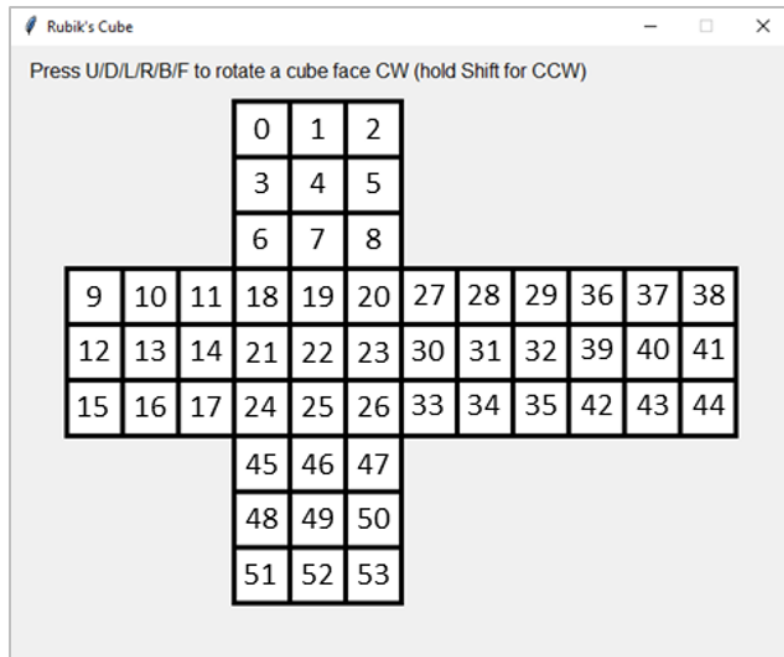 Rubik's Cube
Press U/D/L/R/B/F to rotate a cube face CW (hold Shift for CCW)
0 1 2
3 4 5
6 7 8
9 10 11 18 19 20 27 28 29 36 37 38
12 13 14 21 22 23 30 31 32 39 40 41
15 16 17 24 25 26 33 34 35 42 43 44
45 46 47
48 49 50
51 52 53